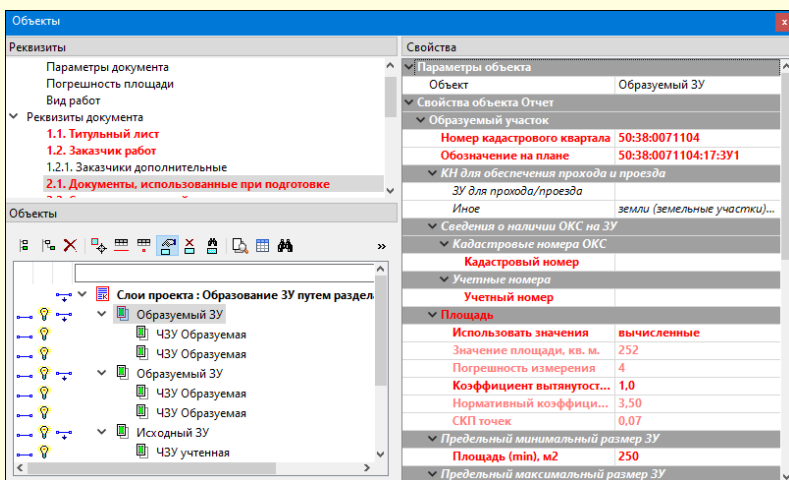 Объекты
x
Реквизиты
Параметры документа
Погрешность площади
Вид работ
Реквизиты документа
1.1. Титульный лист
1.2. Заказчик работ
1.2.1. Заказчики дополнительные
2.1. Документы, использованные при подготовке
Объекты
»
Слои проекта : Образование ЗУ путем раздел
Образуемый ЗУ
ЧЗУ Образуемая
ЧЗУ Образуемая
Образуемый ЗУ
ЧЗУ Образуемая
ЧЗУ Образуемая
Исходный ЗУ
ЧЗУ учтенная
Свойства
Параметры объекта
Объект Образуемый ЗУ
Свойства объекта Отчет
Образуемый участок
Номер кадастрового квартала 50:38:0071104
Обозначение на плане 50:38:0071104:17:ЗУ1
КН для обеспечения прохода и проезда
ЗУ для прохода/проезда
Иное земли (земельные участки)...
Сведения о наличии ОКС на ЗУ
Кадастровые номера ОКС
Кадастровый номер
Учетные номера
Учетный номер
Площадь
Использовать значения вычисленные
Значение площади, кв. м. 252
Погрешность измерения 4
Коэффициент вытянутост... 1,0
Нормативный коэффици... 3,50
СКП точек 0,07
Предельный минимальный размер ЗУ
Площадь (min), м2 250
Предельный максимальный размер ЗУ